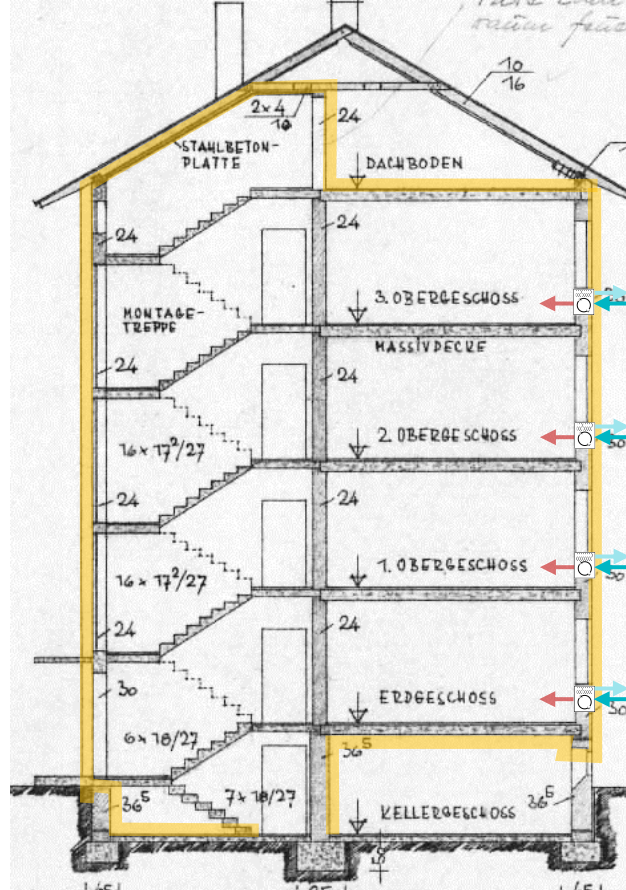 10
16
2x4
10
24
STAHLBETON-
PLATTE
DACHBODEN
24
24
3. OBERGESCHOSS
MONTAGE-
TREPPE
MASSIVDECKE
24
24
16 x 17²/27
2. OBERGESCHOSS
24
24
1. OBERGESCHOSS
16 x 17²/27
24
24
30
ERDGESCHOSS
6 x 18/27
36⁵
7 x 18/27
36⁵
36⁵
KELLERGESCHOSS
50